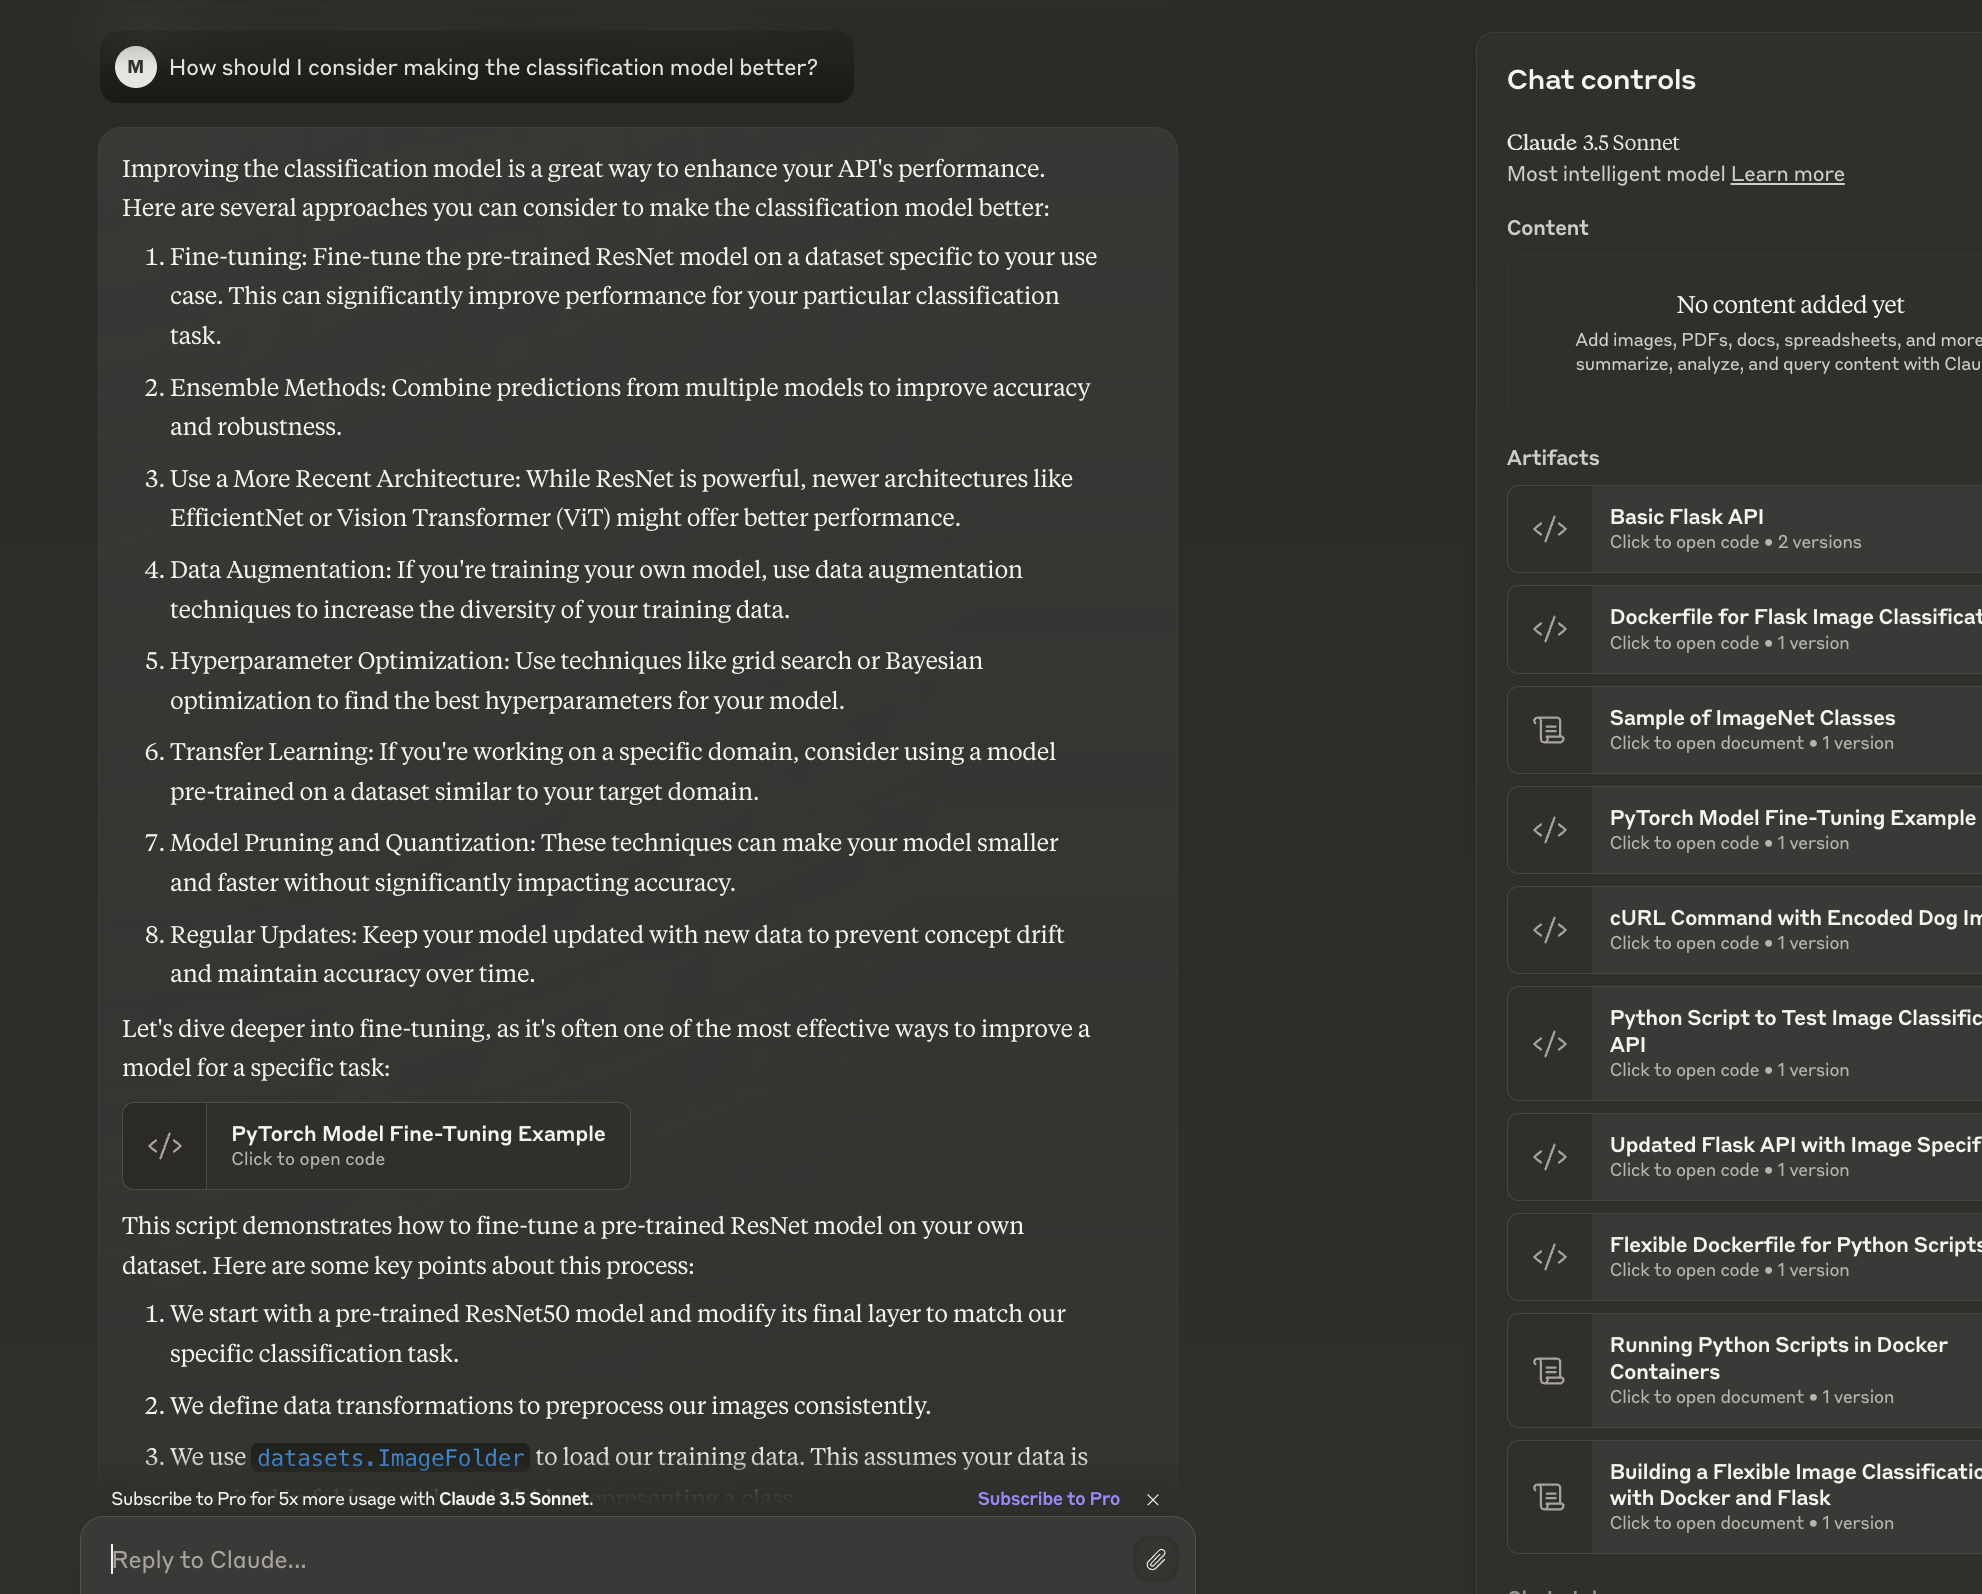 M
How should I consider making the classification model better?
Improving the classification model is a great way to enhance your API's performance.
Here are several approaches you can consider to make the classification model better:
1. Fine-tuning: Fine-tune the pre-trained ResNet model on a dataset specific to your use
case. This can significantly improve performance for your particular classification
task.
2. Ensemble Methods: Combine predictions from multiple models to improve accuracy
and robustness.
3. Use a More Recent Architecture: While ResNet is powerful, newer architectures like
EfficientNet or Vision Transformer (ViT) might offer better performance.
4. Data Augmentation: If you're training your own model, use data augmentation
techniques to increase the diversity of your training data.
5. Hyperparameter Optimization: Use techniques like grid search or Bayesian
optimization to find the best hyperparameters for your model.
6. Transfer Learning: If you're working on a specific domain, consider using a model
pre-trained on a dataset similar to your target domain.
7. Model Pruning and Quantization: These techniques can make your model smaller
and faster without significantly impacting accuracy.
8. Regular Updates: Keep your model updated with new data to prevent concept drift
and maintain accuracy over time.
Let's dive deeper into fine-tuning, as it's often one of the most effective ways to improve a
model for a specific task:
</>
PyTorch Model Fine-Tuning Example
Click to open code
This script demonstrates how to fine-tune a pre-trained ResNet model on your own
dataset. Here are some key points about this process:
1. We start with a pre-trained ResNet50 model and modify its final layer to match our
specific classification task.
2. We define data transformations to preprocess our images consistently.
3. We use datasets.ImageFolder to load our training data. This assumes your data is
representing a class.
Subscribe to Pro for 5x more usage with Claude 3.5 Sonnet.
Subscribe to Pro
Reply to Claude...
Chat controls
Claude 3.5 Sonnet
Most intelligent model Learn more
Content
No content added yet
Add images, PDFs, docs, spreadsheets, and more
summarize, analyze, and query content with Clau
Artifacts
</>
Basic Flask API
Click to open code • 2 versions
</>
Dockerfile for Flask Image Classificat
Click to open code • 1 version
Sample of ImageNet Classes
Click to open document • 1 version
</>
PyTorch Model Fine-Tuning Example
Click to open code • 1 version
</>
cURL Command with Encoded Dog Im
Click to open code • 1 version
</>
Python Script to Test Image Classific
API
Click to open code • 1 version
</>
Updated Flask API with Image Specif
Click to open code • 1 version
</>
Flexible Dockerfile for Python Scripts
Click to open code • 1 version
Running Python Scripts in Docker
Containers
Click to open document • 1 version
Building a Flexible Image Classificatio
with Docker and Flask
Click to open document • 1 version